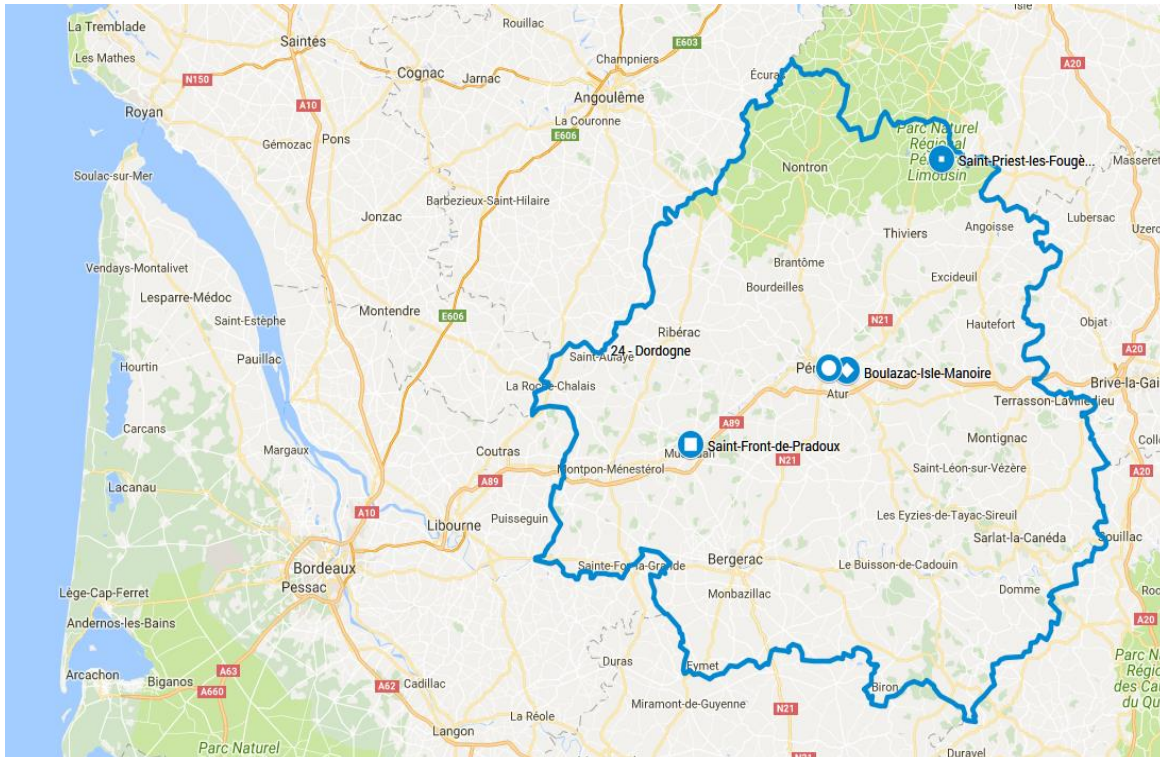 La Tremblade
Rouillac
Isle
Les Mathes
Saintes
E603
Champniers
A20
N150
Cognac
Jarnac
Écuras
A10
Angoulême
Royan
La Couronne
Pons
E606
Gémozac
Parc Naturel
Régional
Nontron
Limousin
Saint-Priest-les-Fougè...
Soulac-sur-Mer
Barbezieux-Saint-Hilaire
Jonzac
Lubersac
Thiviers
Angoisse
Vendays-Montalivet
Brantôme
Excideuil
Lesparre-Médoc
Bourdeilles
Montendre
E606
Saint-Estèphe
N21
Hautefort
Objat
Ribérac
Pauillac
24 - Dordogne
A20
Hourtin
Boulazac-Isle-Manoire
Atur
La Roche-Chalais
Terrasson-Lavilledieu
Carcans
A89
Montignac
Margaux
Saint-Front-de-Pradoux
Coutras
N21
Montpon-Ménestérol
Saint-Léon-sur-Vézère
A89
A20
Lacanau
A10
Puisseguin
Les Eyzies-de-Tayac-Sireuil
Libourne
Sarlat-la-Canéda
Bergerac
Bordeaux
Le Buisson-de-Cadouin
Pessac
Lège-Cap-Ferret
Monbazillac
Domme
Andernos-les-Bains
A20
Duras
Parc N
Eymet
A63
Arcachon
Biganos
A62
Cadillac
Biron
A660
Miramont-de-Guyenne
N21
La Réole
Langon
Parc Naturel
Duravel